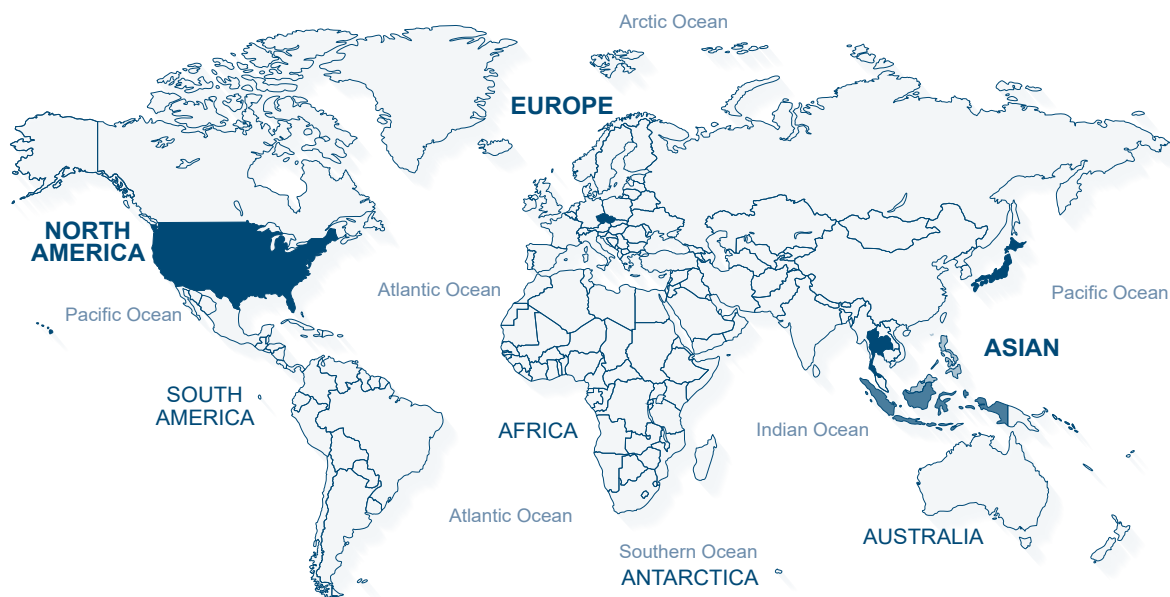 Arctic Ocean
EUROPE
NORTH
AMERICA
Atlantic Ocean
Pacific Ocean
Pacific Ocean
ASIAN
SOUTH
AMERICA
AFRICA
Indian Ocean
Atlantic Ocean
AUSTRALIA
Southern Ocean
ANTARCTICA